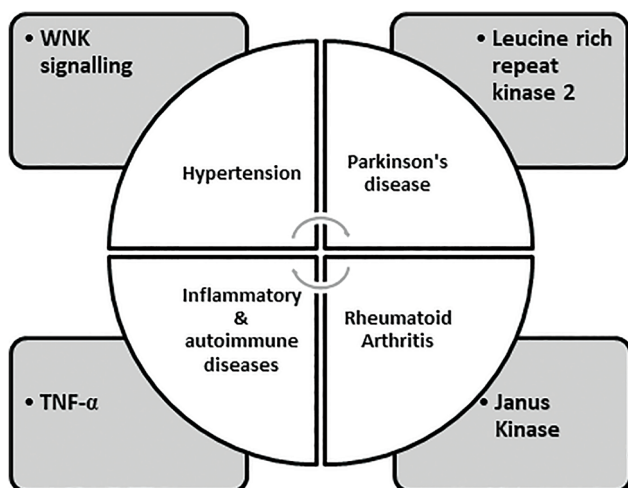 • WNK
signalling
• Leucine rich
repeat
kinase 2
Hypertension
Parkinson's
disease
Inflammatory
&
autoimmune
diseases
Rheumatoid
Arthritis
• TNF-α
• Janus
Kinase